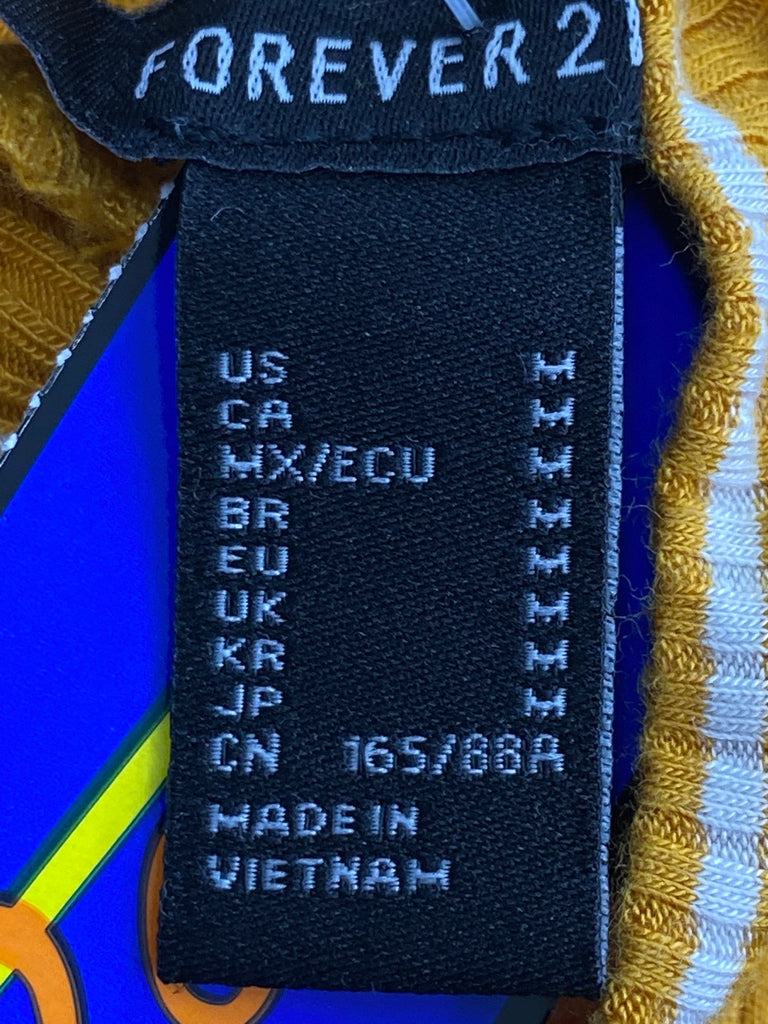 FOREVER 21
US M
CA M
MX/ECU M
BR M
EU M
UK M
KR M
JP M
CN 165/88A
MADE IN
VIETNAM